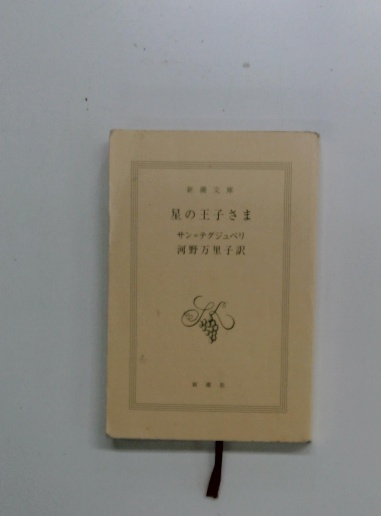 新潮文庫
星の王子さま
サン=テグジュペリ
河野万里子訳
新潮社